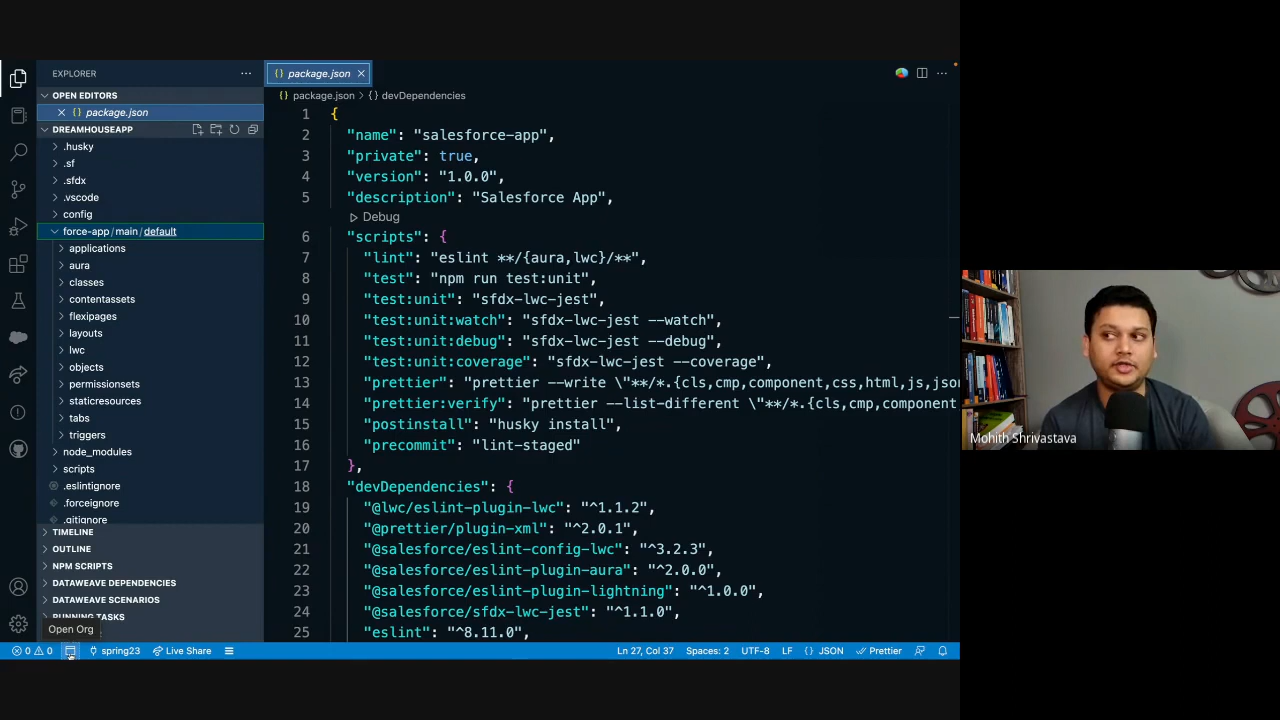 EXPLORER
OPEN EDITORS
package.json
DREAMHOUSEAPP
.husky
.sf
.sfdx
.vscode
config
force-app / main / default
applications
aura
classes
contentassets
flexipages
layouts
lwc
objects
permissionsets
staticresources
tabs
triggers
node_modules
scripts
.eslintignore
.forceignore
.gitignore
TIMELINE
OUTLINE
NPM SCRIPTS
DATAWEAVE DEPENDENCIES
DATAWEAVE SCENARIOS
RUNNING TASKS
Open Org
{} package.json
{} package.json > {} devDependencies
1 {
2 "name": "salesforce-app",
3 "private": true,
4 "version": "1.0.0",
5 "description": "Salesforce App",
Debug
6 "scripts": {
7 "lint": "eslint **/{aura,lwc}/**",
8 "test": "npm run test:unit",
9 "test:unit": "sfdx-lwc-jest",
10 "test:unit:watch": "sfdx-lwc-jest --watch",
11 "test:unit:debug": "sfdx-lwc-jest --debug",
12 "test:unit:coverage": "sfdx-lwc-jest --coverage",
13 "prettier": "prettier --write \"**/*.{cls,cmp,component,css,html,js,json
14 "prettier:verify": "prettier --list-different \"**/*.{cls,cmp,component
15 "postinstall": "husky install",
16 "precommit": "lint-staged"
17 },
18 "devDependencies": {
19 "@lwc/eslint-plugin-lwc": "^1.1.2",
20 "@prettier/plugin-xml": "^2.0.1",
21 "@salesforce/eslint-config-lwc": "^3.2.3",
22 "@salesforce/eslint-plugin-aura": "^2.0.0",
23 "@salesforce/eslint-plugin-lightning": "^1.0.0",
24 "@salesforce/sfdx-lwc-jest": "^1.1.0",
25 "eslint": "^8.11.0",
0 0 spring23 Live Share Ln 27, Col 37 Spaces: 2 UTF-8 LF {} JSON Prettier
Mohith Shrivastava